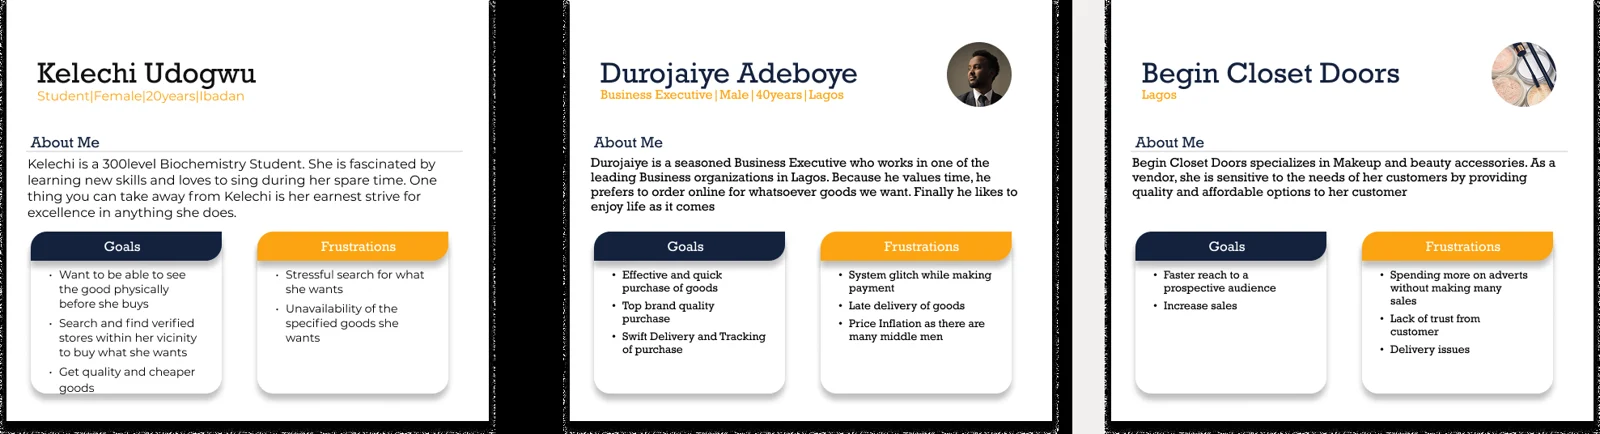 Kelechi Udogwu
Student|Female|20years|Ibadan
About Me
Kelechi is a 300level Biochemistry Student. She is fascinated by
learning new skills and loves to sing during her spare time. One
thing you can take away from Kelechi is her earnest strive for
excellence in anything she does.
Goals
• Want to be able to see
the good physically
before she buys
• Search and find verified
stores within her vicinity
to buy what she wants
• Get quality and cheaper
goods
Frustrations
• Stressful search for what
she wants
• Unavailability of the
specified goods she
wants
Durojaiye Adeboye
Business Executive|Male|40years|Lagos
About Me
Durojaiye is a seasoned Business Executive who works in one of the
leading Business organizations in Lagos. Because he values time, he
prefers to order online for whatsoever goods we want. Finally he likes to
enjoy life as it comes
Goals
• Effective and quick
purchase of goods
• Top brand quality
purchase
• Swift Delivery and Tracking
of purchase
Frustrations
• System glitch while making
payment
• Late delivery of goods
• Price Inflation as there are
many middle men
Begin Closet Doors
Lagos
About Me
Begin Closet Doors specializes in Makeup and beauty accessories. As a
vendor, she is sensitive to the needs of her customers by providing
quality and affordable options to her customer
Goals
• Faster reach to a
prospective audience
• Increase sales
Frustrations
• Spending more on adverts
without making many
sales
• Lack of trust from
customer
• Delivery issues